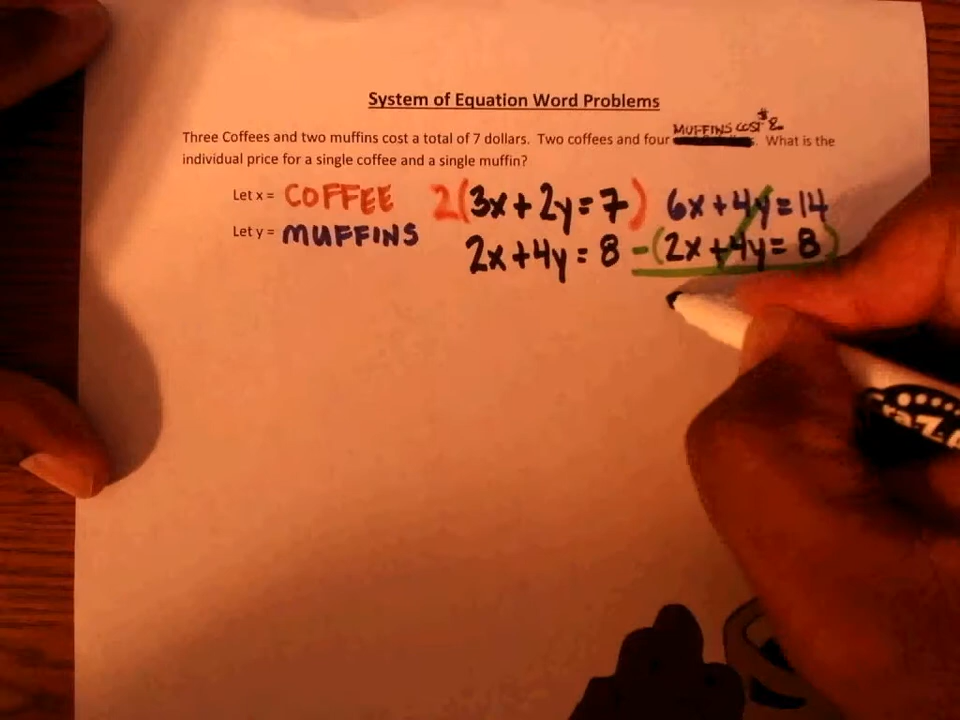 System of Equation Word Problems
MUFFINS COST $8
Three Coffees and two muffins cost a total of 7 dollars. Two coffees and four . What is the
individual price for a single coffee and a single muffin?
Let x = COFFEE 2(3x+2y=7) 6x+4y=14
Let y = MUFFINS 2x+4y=8 -(2x+4y=8)